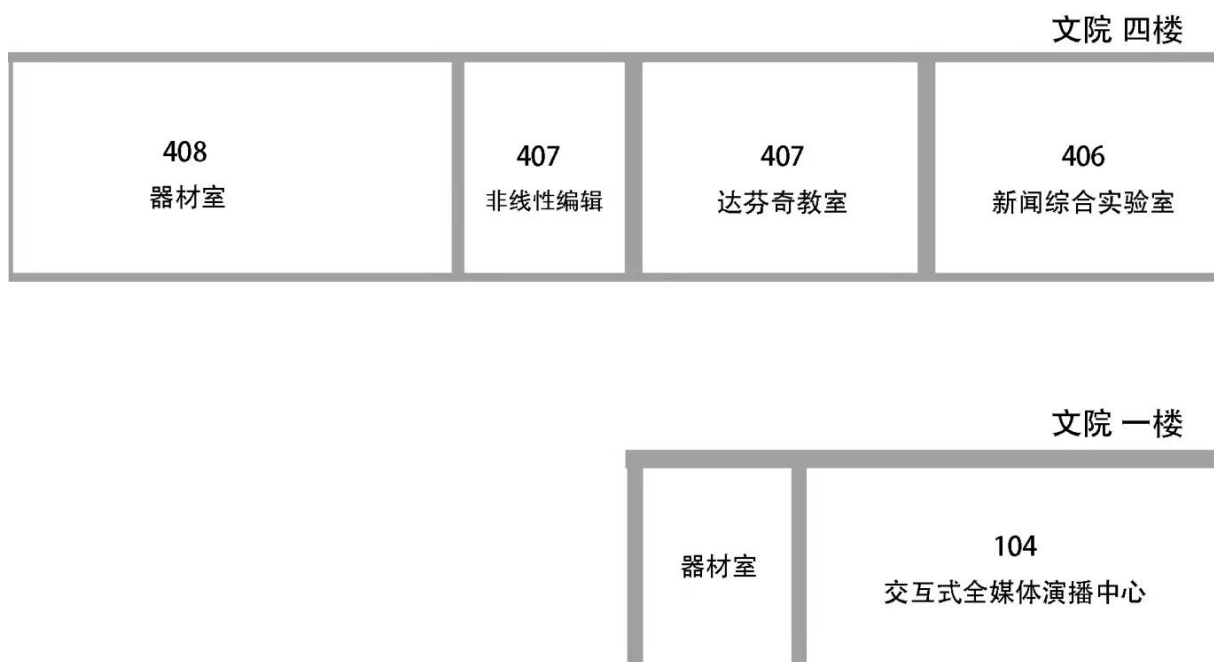 文院 四楼
408
器材室
407
非线性编辑
407
达芬奇教室
406
新闻综合实验室
文院 一楼
器材室
104
交互式全媒体演播中心